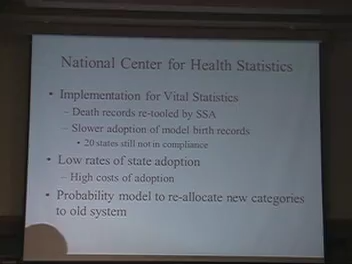 National Center for Health Statistics
• Implementation for Vital Statistics
– Death records re-tooled by SSA
– Slower adoption of model birth records
• 20 states still not in compliance
• Low rates of state adoption
– High costs of adoption
• Probability model to re-allocate new categories
to old system